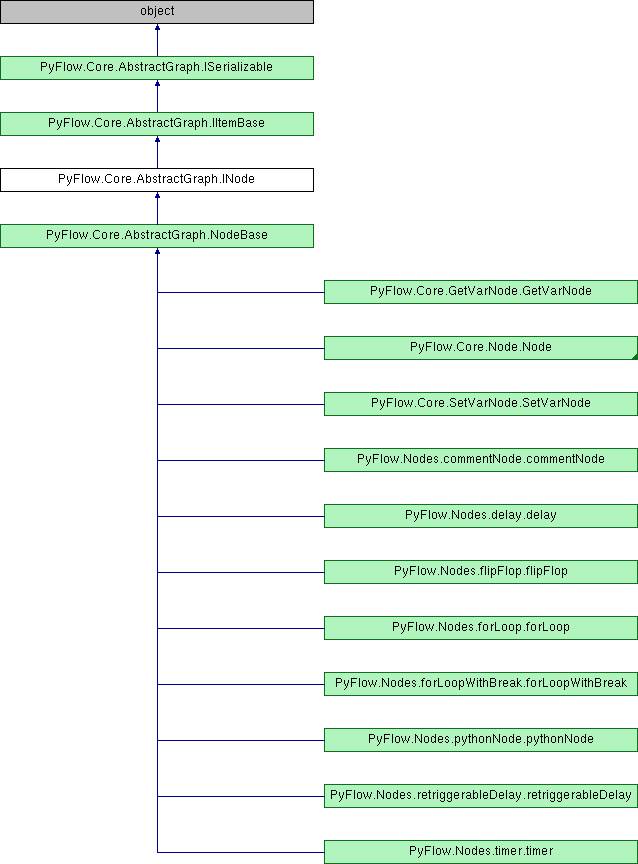 object
PyFlow.Core.AbstractGraph.ISerializable
PyFlow.Core.AbstractGraph.IItemBase
PyFlow.Core.AbstractGraph.INode
PyFlow.Core.AbstractGraph.NodeBase
PyFlow.Core.GetVarNode.GetVarNode
PyFlow.Core.Node.Node
PyFlow.Core.SetVarNode.SetVarNode
PyFlow.Nodes.commentNode.commentNode
PyFlow.Nodes.delay.delay
PyFlow.Nodes.flipFlop.flipFlop
PyFlow.Nodes.forLoop.forLoop
PyFlow.Nodes.forLoopWithBreak.forLoopWithBreak
PyFlow.Nodes.pythonNode.pythonNode
PyFlow.Nodes.retriggerableDelay.retriggerableDelay
PyFlow.Nodes.timer.timer